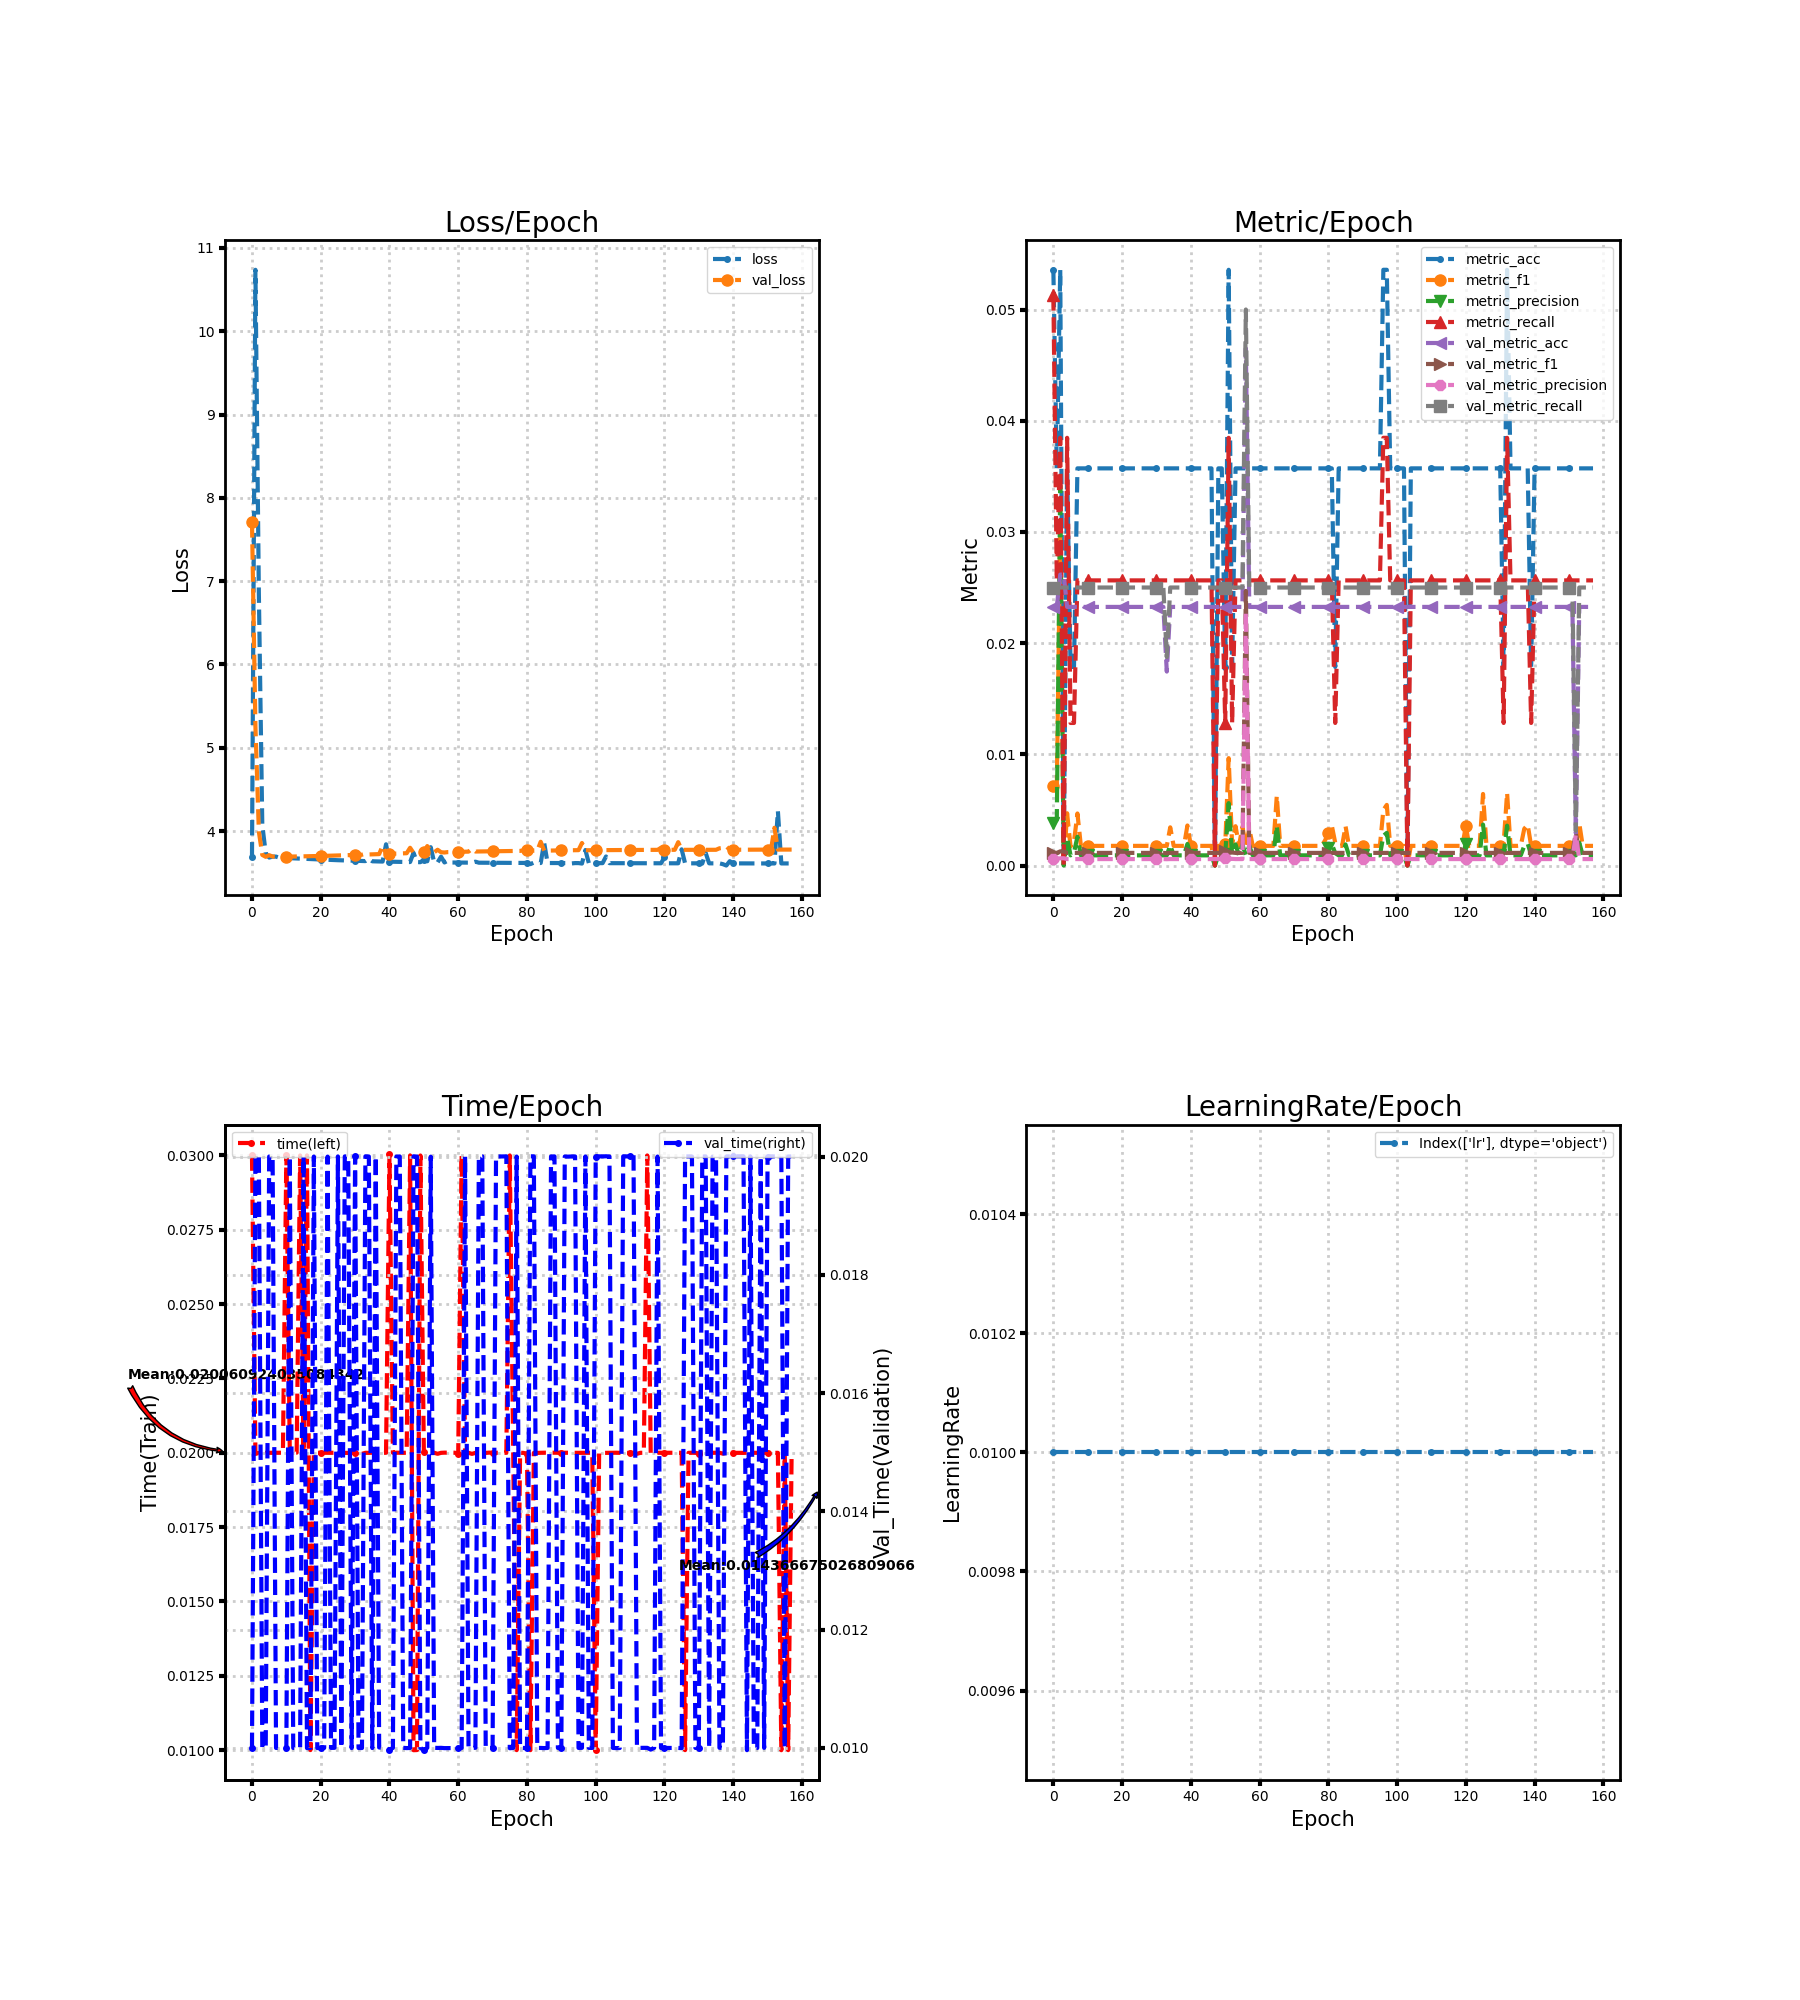 Loss/Epoch
11
10
9
8
7
6
5
4
Loss
loss
val_loss
0 20 40 60 80 100 120 140 160
Epoch
Metric/Epoch
0.05
0.04
0.03
0.02
0.01
0.00
Metric
metric_acc
metric_f1
metric_precision
metric_recall
val_metric_acc
val_metric_f1
val_metric_precision
val_metric_recall
0 20 40 60 80 100 120 140 160
Epoch
Time/Epoch
time(left)
val_time(right)
0.0300
0.0275
0.0250
0.0225
0.0200
0.0175
0.0150
0.0125
0.0100
Time(Train)
0.020
0.018
0.016
0.014
0.012
0.010
Val_Time(Validation)
0 20 40 60 80 100 120 140 160
Epoch
LearningRate/Epoch
Index(['lr'], dtype='object')
0.0104
0.0102
0.0100
0.0098
0.0096
LearningRate
0 20 40 60 80 100 120 140 160
Epoch